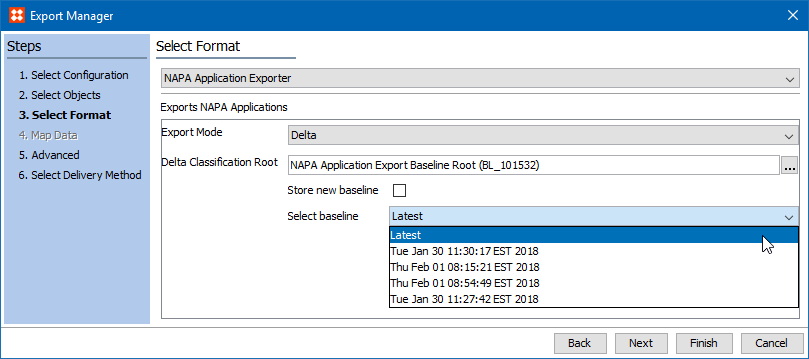 Export Manager
Steps
1. Select Configuration
2. Select Objects
3. Select Format
4. Map Data
5. Advanced
6. Select Delivery Method
Select Format
NAPA Application Exporter
Exports NAPA Applications
Export Mode
Delta
Delta Classification Root
NAPA Application Export Baseline Root (BL_101532)
...
Store new baseline
Select baseline
Latest
Latest
Tue Jan 30 11:30:17 EST 2018
Thu Feb 01 08:15:21 EST 2018
Thu Feb 01 08:54:49 EST 2018
Tue Jan 30 11:27:42 EST 2018
Back
Next
Finish
Cancel